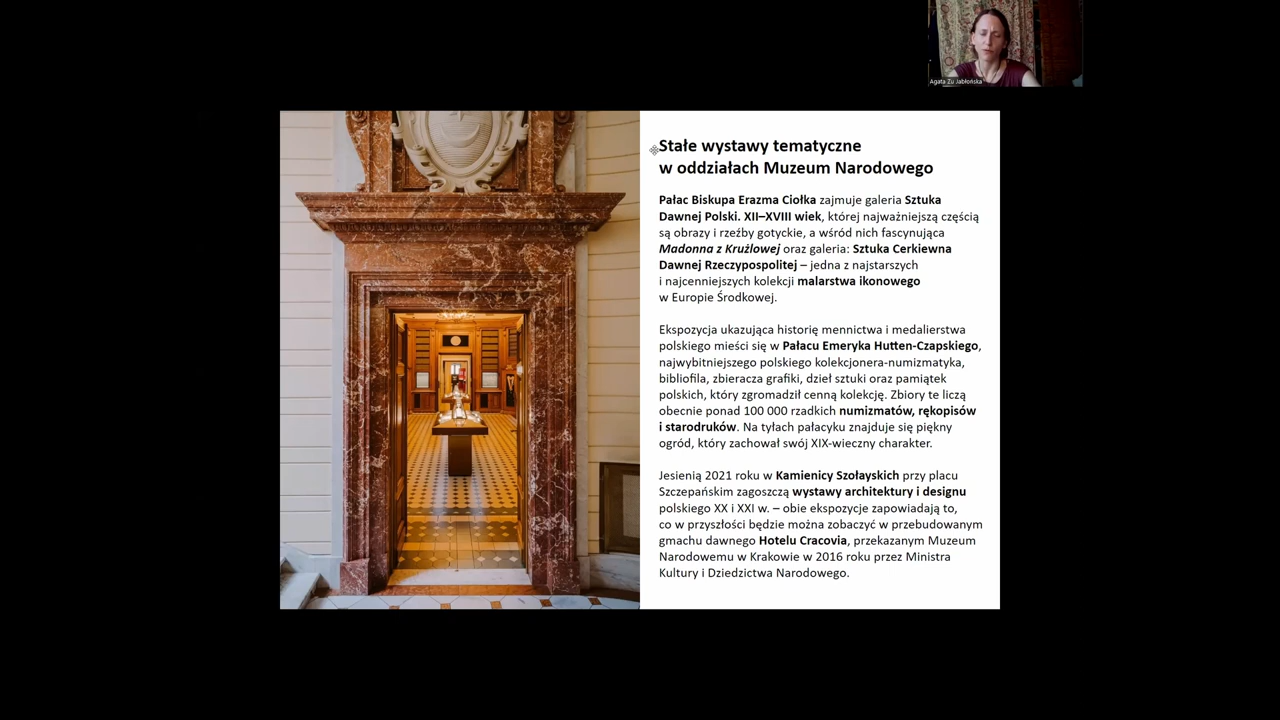 Agata Zu Jabłońska
Stałe wystawy tematyczne
w oddziałach Muzeum Narodowego
Pałac Biskupa Erazma Ciołka zajmuje galeria Sztuka
Dawnej Polski. XII–XVIII wiek, której najważniejszą częścią
są obrazy i rzeźby gotyckie, a wśród nich fascynująca
Madonna z Krużlowej oraz galeria: Sztuka Cerkiewna
Dawnej Rzeczypospolitej – jedna z najstarszych
i najcenniejszych kolekcji malarstwa ikonowego
w Europie Środkowej.
Ekspozycja ukazująca historię mennictwa i medalierstwa
polskiego mieści się w Pałacu Emeryka Hutten-Czapskiego,
najwybitniejszego polskiego kolekcjonera-numizmatyka,
bibliofila, zbieracza grafiki, dzieł sztuki oraz pamiątek
polskich, który zgromadził cenną kolekcję. Zbiory te liczą
obecnie ponad 100 000 rzadkich numizmatów, rękopisów
i starodruków. Na tyłach pałacyku znajduje się piękny
ogród, który zachował swój XIX-wieczny charakter.
Jesienią 2021 roku w Kamienicy Szołayskich przy placu
Szczepańskim zagoszczą wystawy architektury i designu
polskiego XX i XXI w. – obie ekspozycje zapowiadają to,
co w przyszłości będzie można zobaczyć w przebudowanym
gmachu dawnego Hotelu Cracovia, przekazanym Muzeum
Narodowemu w Krakowie w 2016 roku przez Ministra
Kultury i Dziedzictwa Narodowego.